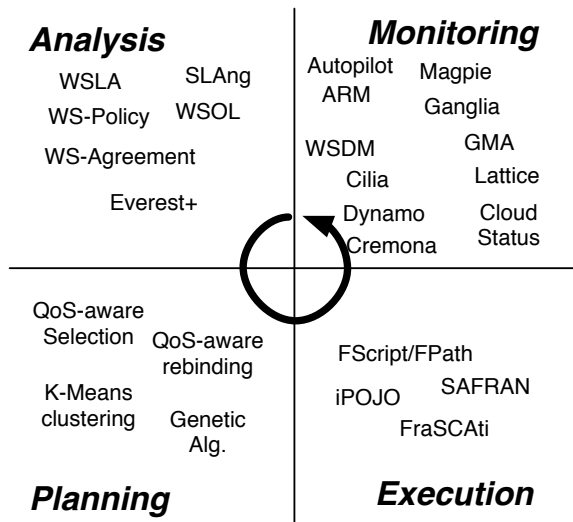 Analysis
WSLA
SLAng
WS-Policy
WSOL
WS-Agreement
Everest+
Monitoring
Autopilot
Magpie
ARM
Ganglia
WSDM
GMA
Cilia
Lattice
Dynamo
Cloud
Status
Cremona
QoS-aware
Selection
QoS-aware
rebinding
K-Means
clustering
Genetic
Alg.
Planning
FScript/FPath
iPOJO
SAFRAN
FraSCAti
Execution